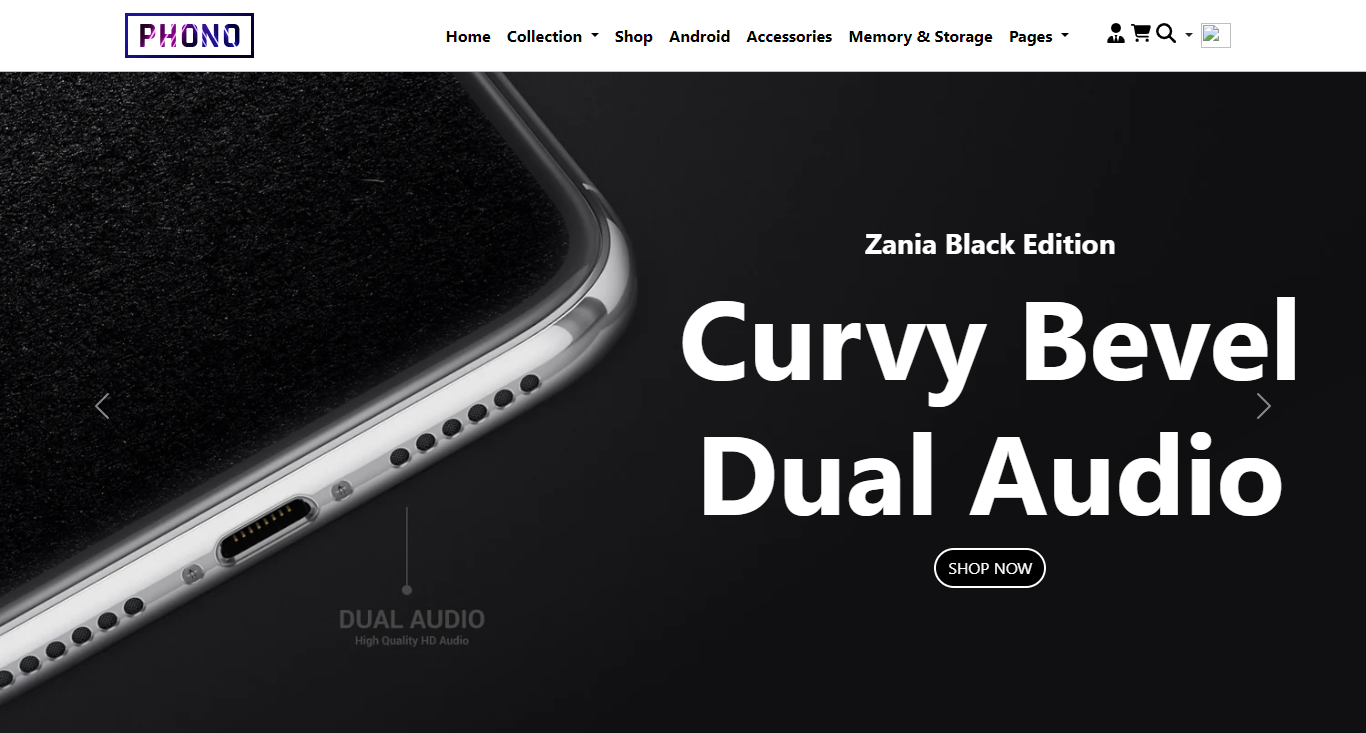 PHONO
Home Collection Shop Android Accessories Memory & Storage Pages
Zania Black Edition
Curvy Bevel
Dual Audio
SHOP NOW
DUAL AUDIO
High Quality HD Audio